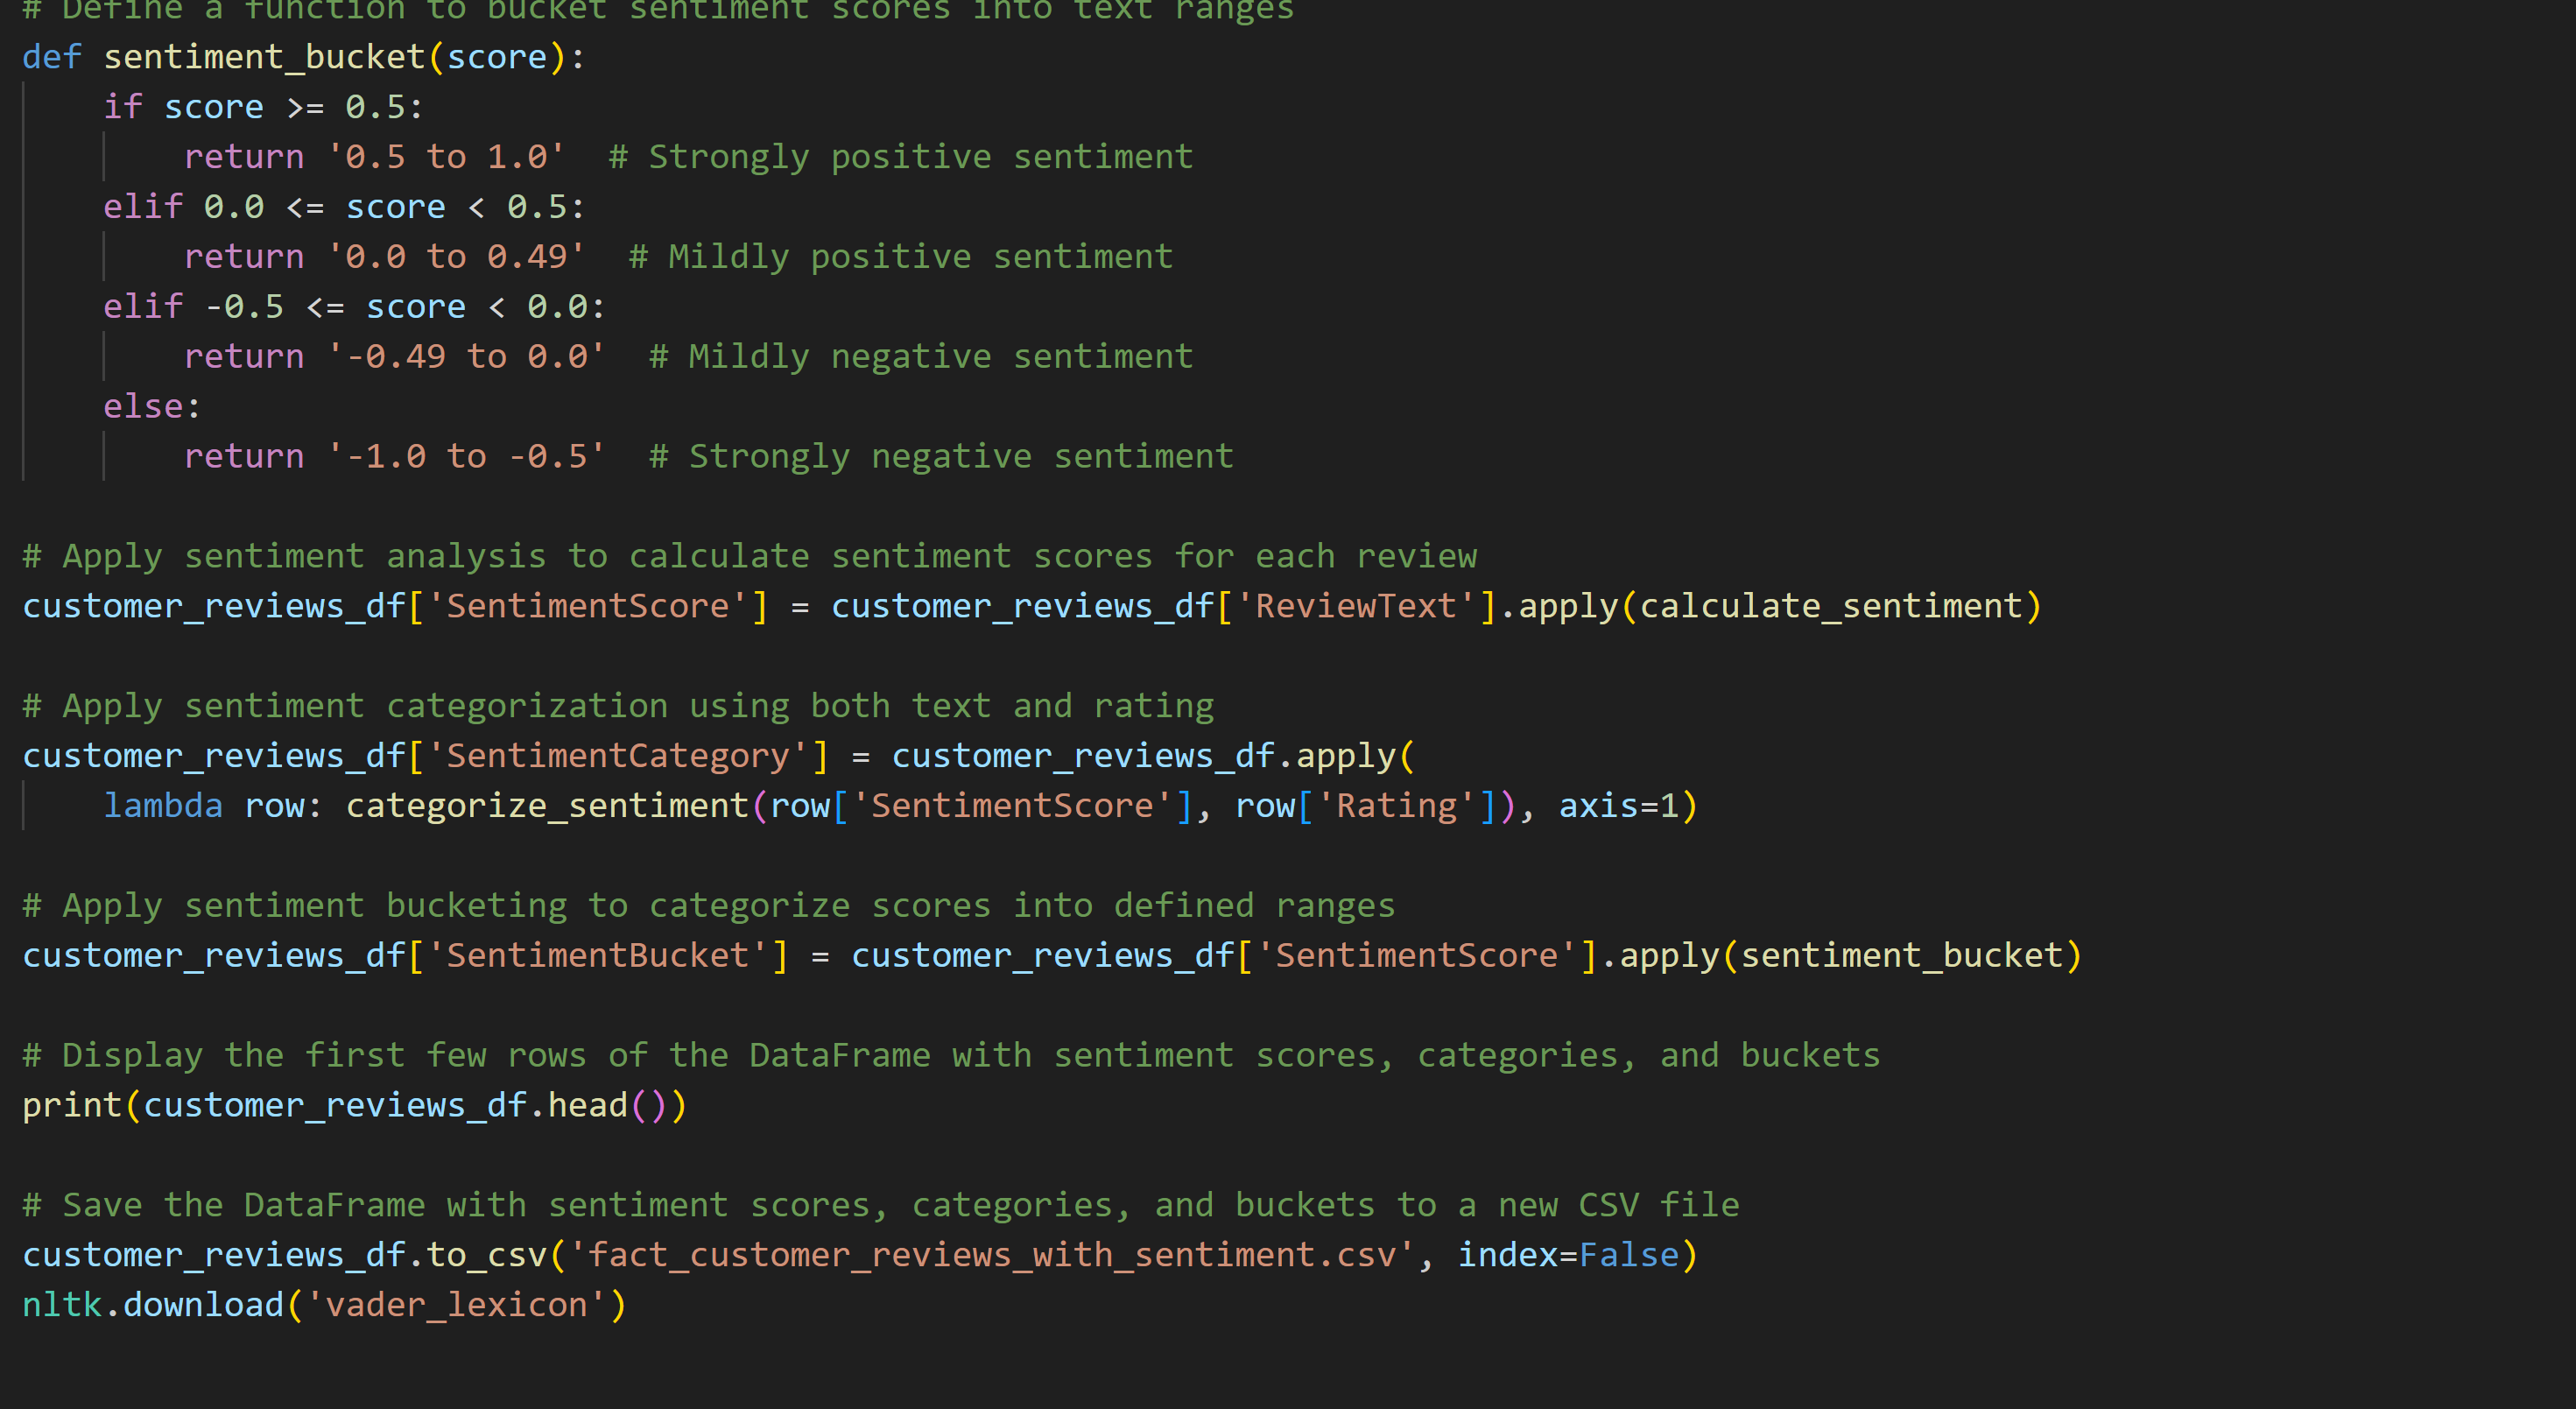 # Define a function to bucket sentiment scores into text ranges
def sentiment_bucket(score):
    if score >= 0.5:
        return '0.5 to 1.0'  # Strongly positive sentiment
    elif 0.0 <= score < 0.5:
        return '0.0 to 0.49'  # Mildly positive sentiment
    elif -0.5 <= score < 0.0:
        return '-0.49 to 0.0'  # Mildly negative sentiment
    else:
        return '-1.0 to -0.5'  # Strongly negative sentiment

# Apply sentiment analysis to calculate sentiment scores for each review
customer_reviews_df['SentimentScore'] = customer_reviews_df['ReviewText'].apply(calculate_sentiment)

# Apply sentiment categorization using both text and rating
customer_reviews_df['SentimentCategory'] = customer_reviews_df.apply(
    lambda row: categorize_sentiment(row['SentimentScore'], row['Rating']), axis=1)

# Apply sentiment bucketing to categorize scores into defined ranges
customer_reviews_df['SentimentBucket'] = customer_reviews_df['SentimentScore'].apply(sentiment_bucket)

# Display the first few rows of the DataFrame with sentiment scores, categories, and buckets
print(customer_reviews_df.head())

# Save the DataFrame with sentiment scores, categories, and buckets to a new CSV file
customer_reviews_df.to_csv('fact_customer_reviews_with_sentiment.csv', index=False)
nltk.download('vader_lexicon')